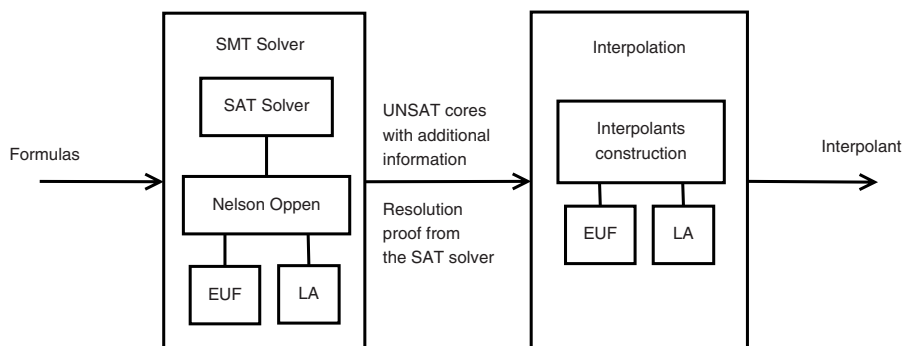 SMT Solver
SAT Solver
Nelson Oppen
EUF
LA
Formulas
UNSAT cores
with additional
information
Resolution
proof from
the SAT solver
Interpolation
Interpolants
construction
EUF
LA
Interpolant